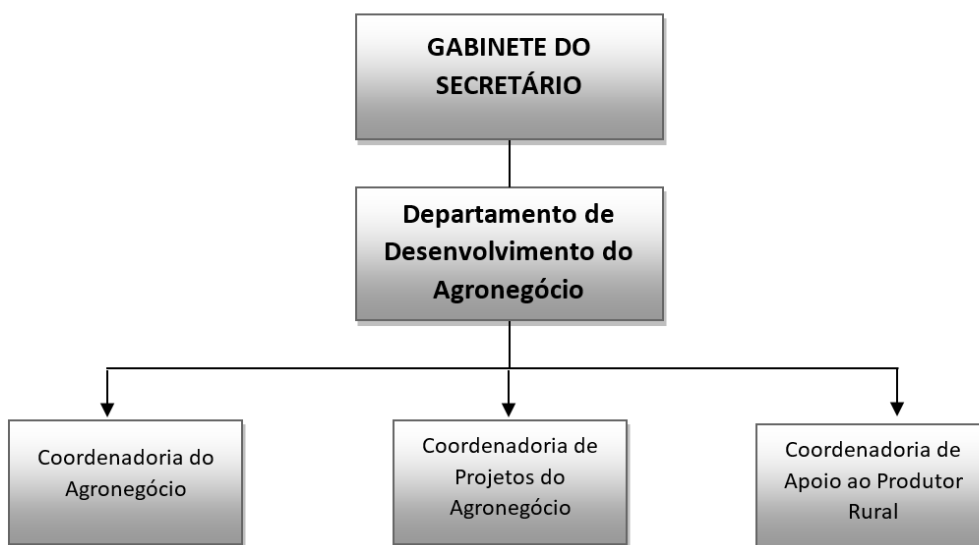 GABINETE DO
SECRETÁRIO
Departamento de
Desenvolvimento do
Agronegócio
Coordenadoria do
Agronegócio
Coordenadoria de
Projetos do
Agronegócio
Coordenadoria de
Apoio ao Produtor
Rural